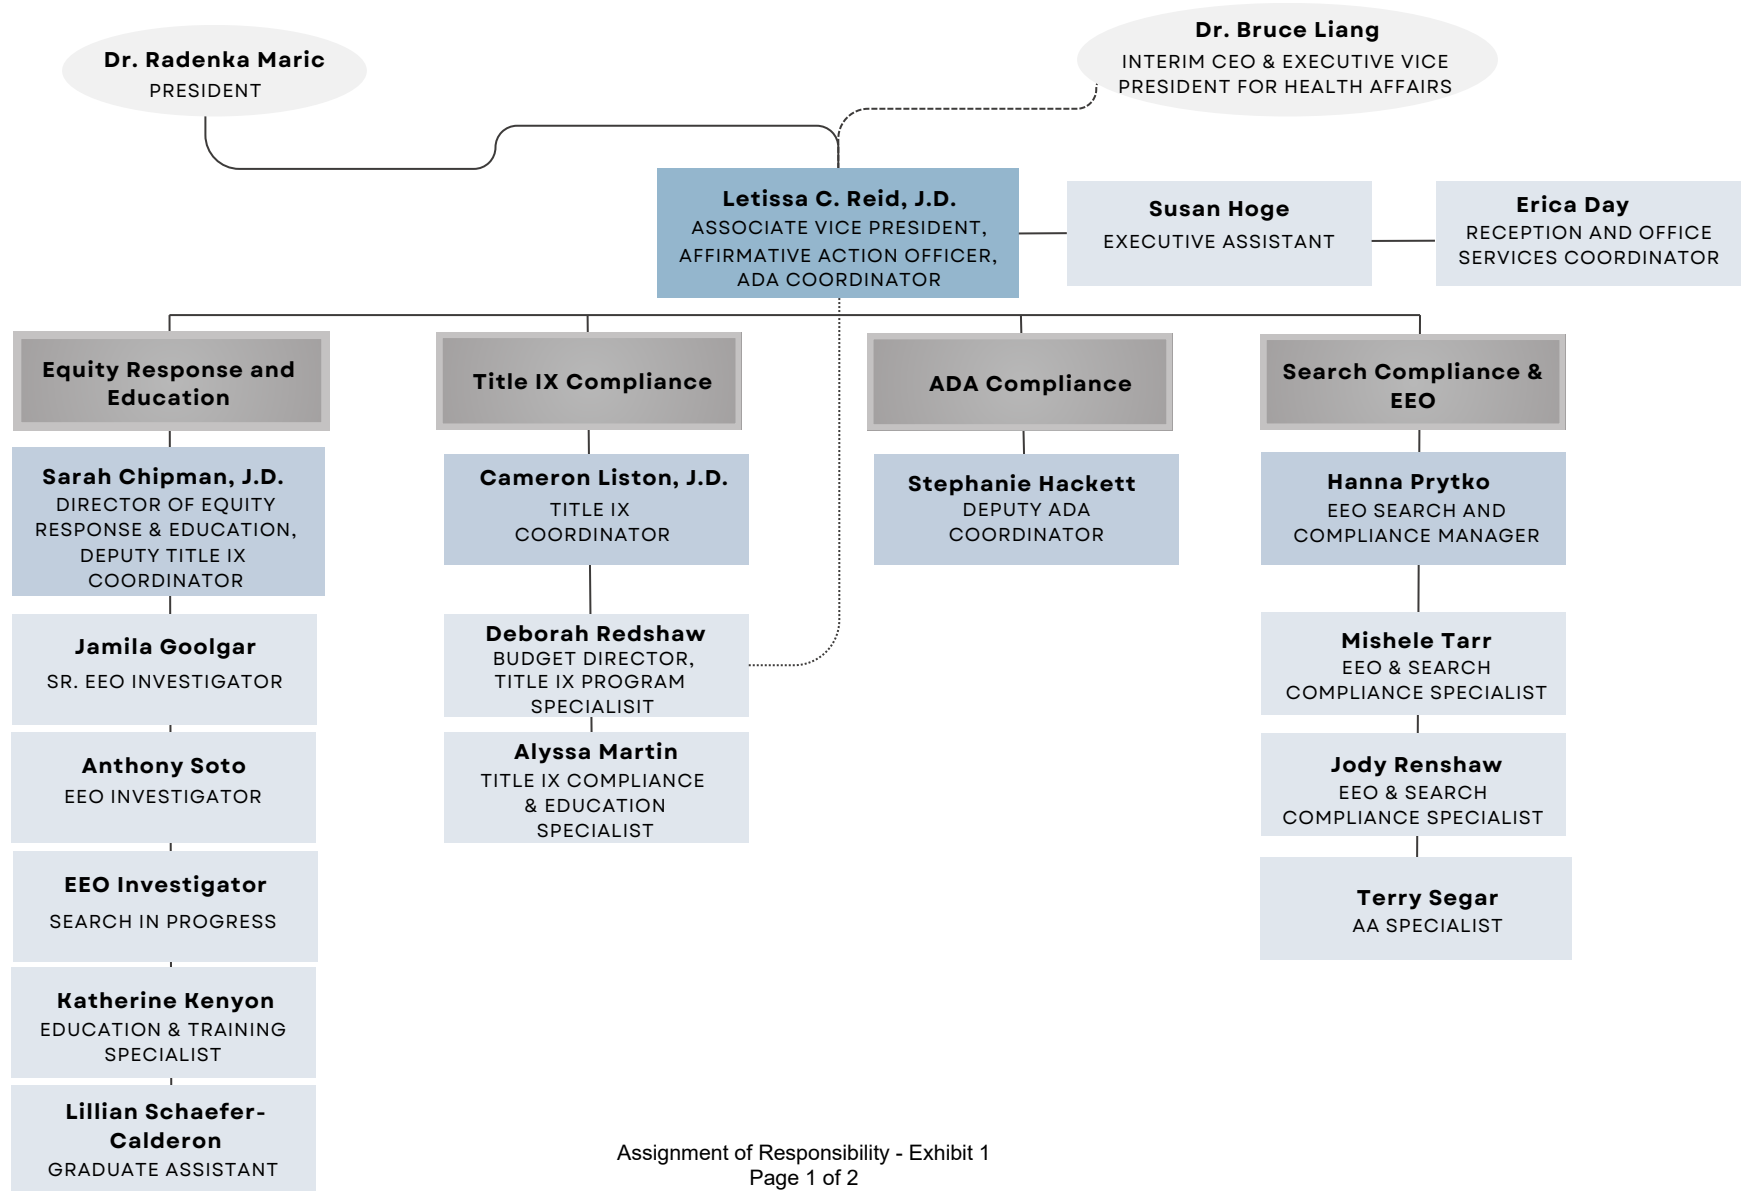 Dr. Radenka Maric
PRESIDENT
Dr. Bruce Liang
INTERIM CEO & EXECUTIVE VICE
PRESIDENT FOR HEALTH AFFAIRS
Letissa C. Reid, J.D.
ASSOCIATE VICE PRESIDENT,
AFFIRMATIVE ACTION OFFICER,
ADA COORDINATOR
Susan Hoge
EXECUTIVE ASSISTANT
Erica Day
RECEPTION AND OFFICE
SERVICES COORDINATOR
Equity Response and
Education
Sarah Chipman, J.D.
DIRECTOR OF EQUITY
RESPONSE & EDUCATION,
DEPUTY TITLE IX
COORDINATOR
Jamila Goolgar
SR. EEO INVESTIGATOR
Anthony Soto
EEO INVESTIGATOR
EEO Investigator
SEARCH IN PROGRESS
Katherine Kenyon
EDUCATION & TRAINING
SPECIALIST
Lillian Schaefer-
Calderon
GRADUATE ASSISTANT
Title IX Compliance
Cameron Liston, J.D.
TITLE IX
COORDINATOR
Deborah Redshaw
BUDGET DIRECTOR,
TITLE IX PROGRAM
SPECIALISIT
Alyssa Martin
TITLE IX COMPLIANCE
& EDUCATION
SPECIALIST
ADA Compliance
Stephanie Hackett
DEPUTY ADA
COORDINATOR
Search Compliance &
EEO
Hanna Prytko
EEO SEARCH AND
COMPLIANCE MANAGER
Mishele Tarr
EEO & SEARCH
COMPLIANCE SPECIALIST
Jody Renshaw
EEO & SEARCH
COMPLIANCE SPECIALIST
Terry Segar
AA SPECIALIST
Assignment of Responsibility - Exhibit 1
Page 1 of 2